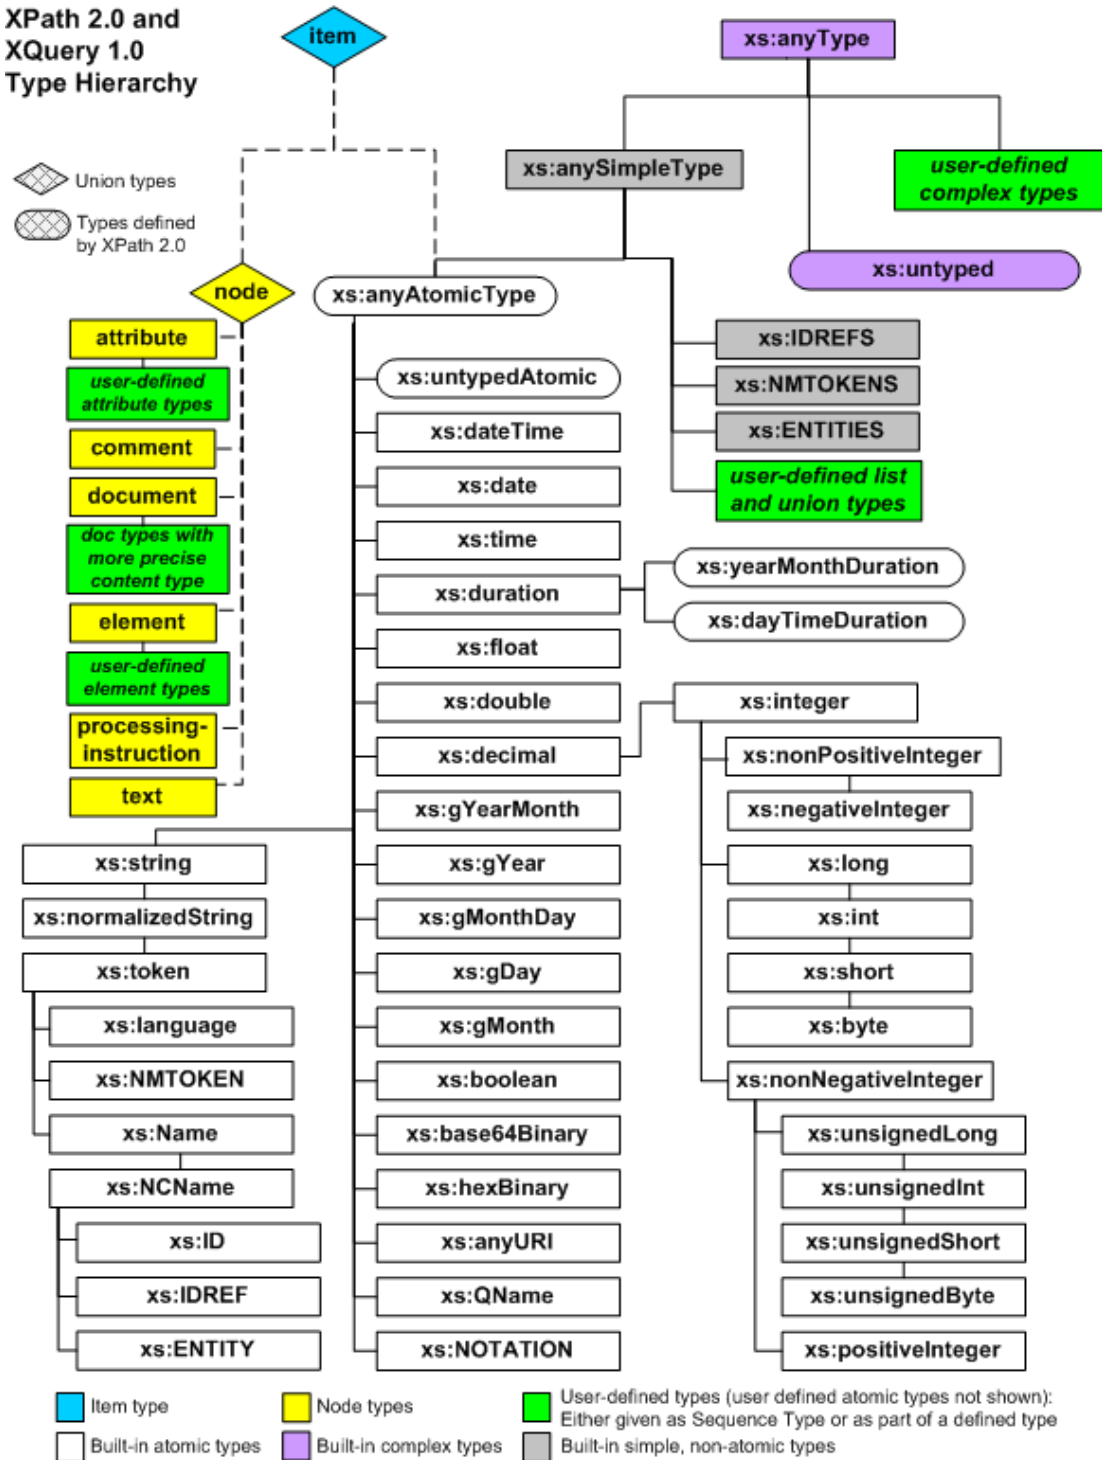 XPath 2.0 and
XQuery 1.0
Type Hierarchy
item
xs:anyType
Union types
Types defined
by XPath 2.0
xs:anySimpleType
user-defined
complex types
xs:untyped
node
xs:anyAtomicType
attribute
user-defined
attribute types
comment
document
doc types with
more precise
content type
element
user-defined
element types
processing-
instruction
text
xs:IDREFS
xs:NMTOKENS
xs:ENTITIES
user-defined list
and union types
xs:untypedAtomic
xs:dateTime
xs:date
xs:time
xs:duration
xs:yearMonthDuration
xs:dayTimeDuration
xs:float
xs:double
xs:decimal
xs:integer
xs:nonPositiveInteger
xs:negativeInteger
xs:long
xs:int
xs:short
xs:byte
xs:nonNegativeInteger
xs:unsignedLong
xs:unsignedInt
xs:unsignedShort
xs:unsignedByte
xs:positiveInteger
xs:gYearMonth
xs:gYear
xs:gMonthDay
xs:gDay
xs:gMonth
xs:boolean
xs:base64Binary
xs:hexBinary
xs:anyURI
xs:QName
xs:NOTATION
xs:string
xs:normalizedString
xs:token
xs:language
xs:NMTOKEN
xs:Name
xs:NCName
xs:ID
xs:IDREF
xs:ENTITY
Item type
Node types
User-defined types (user defined atomic types not shown):
Either given as Sequence Type or as part of a defined type
Built-in atomic types
Built-in complex types
Built-in simple, non-atomic types